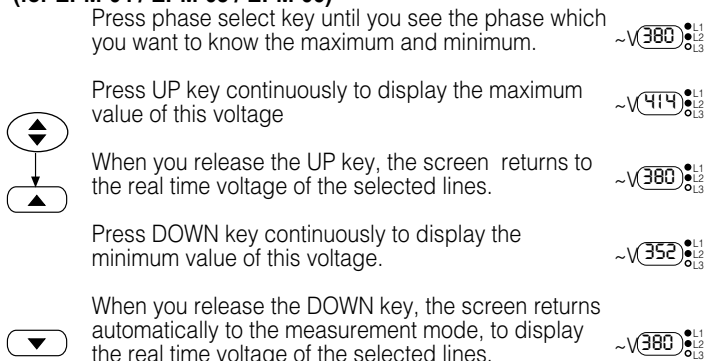 Press phase select key until you see the phase which
you want to know the maximum and minimum.
~V 380 L1
L2
L3
Press UP key continuously to display the maximum
value of this voltage
~V 414 L1
L2
L3
When you release the UP key, the screen returns to
the real time voltage of the selected lines.
~V 380 L1
L2
L3
Press DOWN key continuously to display the
minimum value of this voltage.
~V 352 L1
L2
L3
When you release the DOWN key, the screen returns
automatically to the measurement mode, to display
the real time voltage of the selected lines.
~V 380 L1
L2
L3